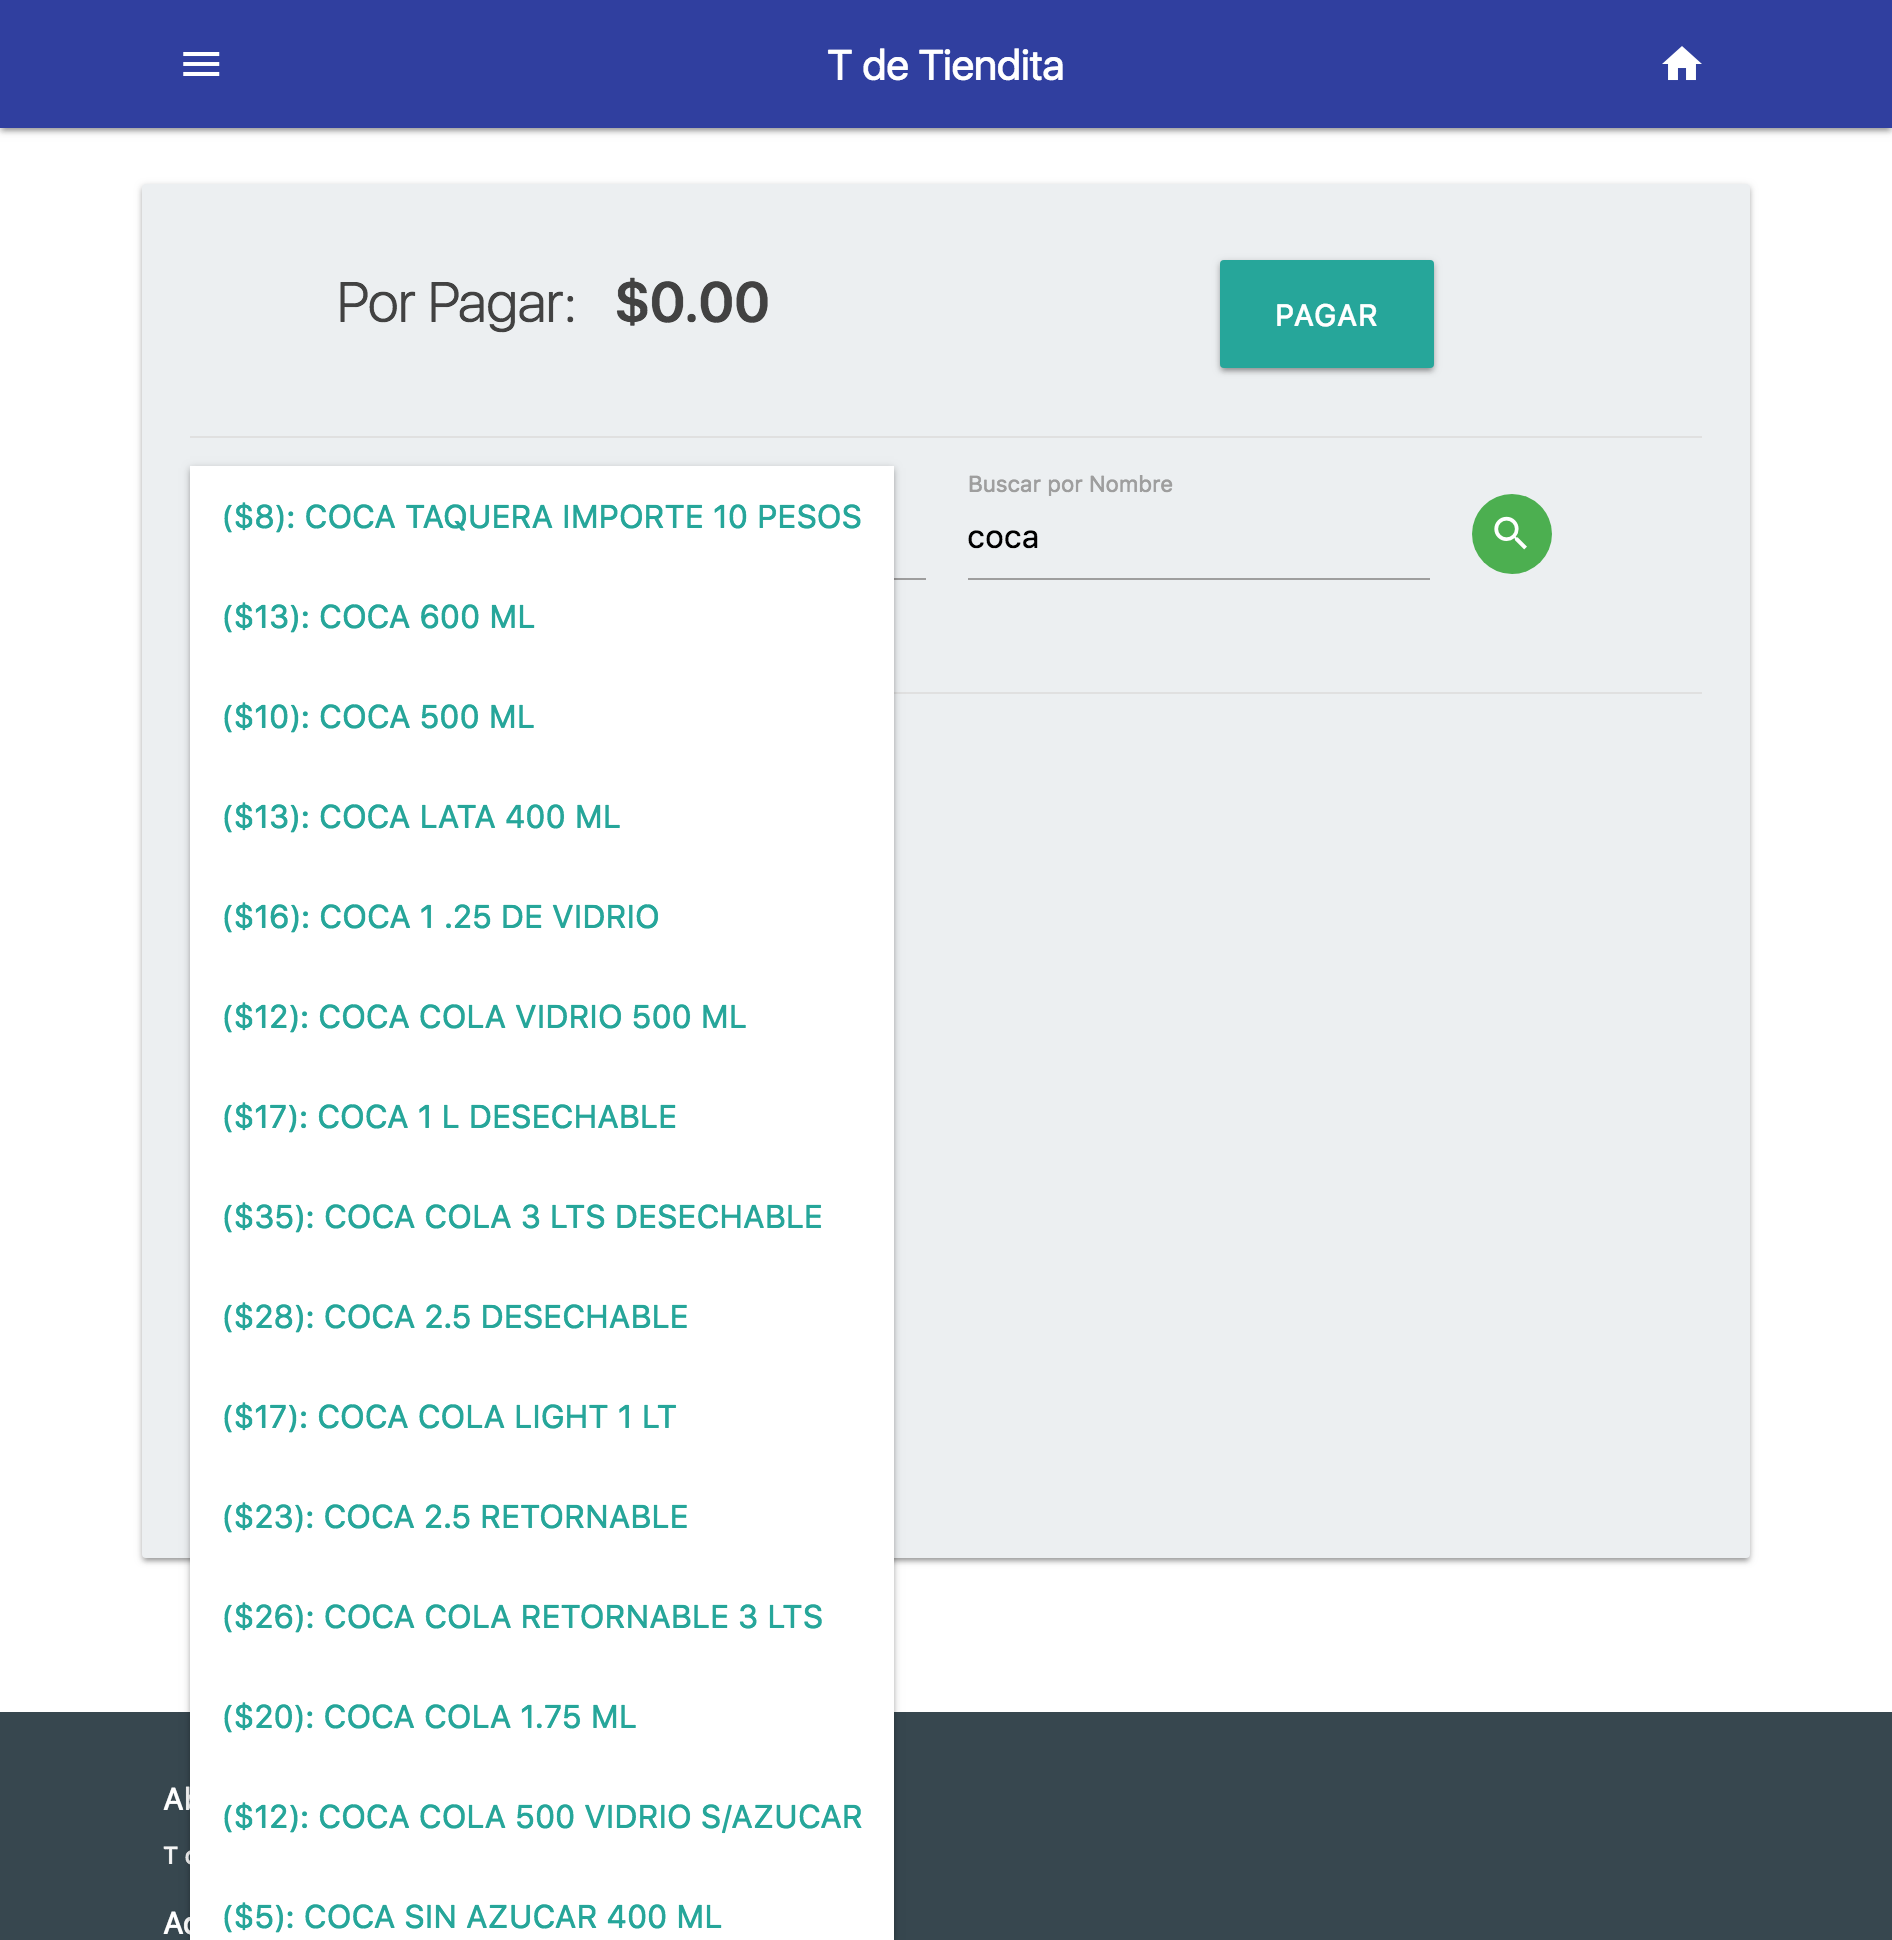 T de Tiendita
Por Pagar: $0.00
PAGAR
Buscar por Nombre
coca
($8): COCA TAQUERA IMPORTE 10 PESOS
($13): COCA 600 ML
($10): COCA 500 ML
($13): COCA LATA 400 ML
($16): COCA 1 .25 DE VIDRIO
($12): COCA COLA VIDRIO 500 ML
($17): COCA 1 L DESECHABLE
($35): COCA COLA 3 LTS DESECHABLE
($28): COCA 2.5 DESECHABLE
($17): COCA COLA LIGHT 1 LT
($23): COCA 2.5 RETORNABLE
($26): COCA COLA RETORNABLE 3 LTS
($20): COCA COLA 1.75 ML
($12): COCA COLA 500 VIDRIO S/AZUCAR
($5): COCA SIN AZUCAR 400 ML